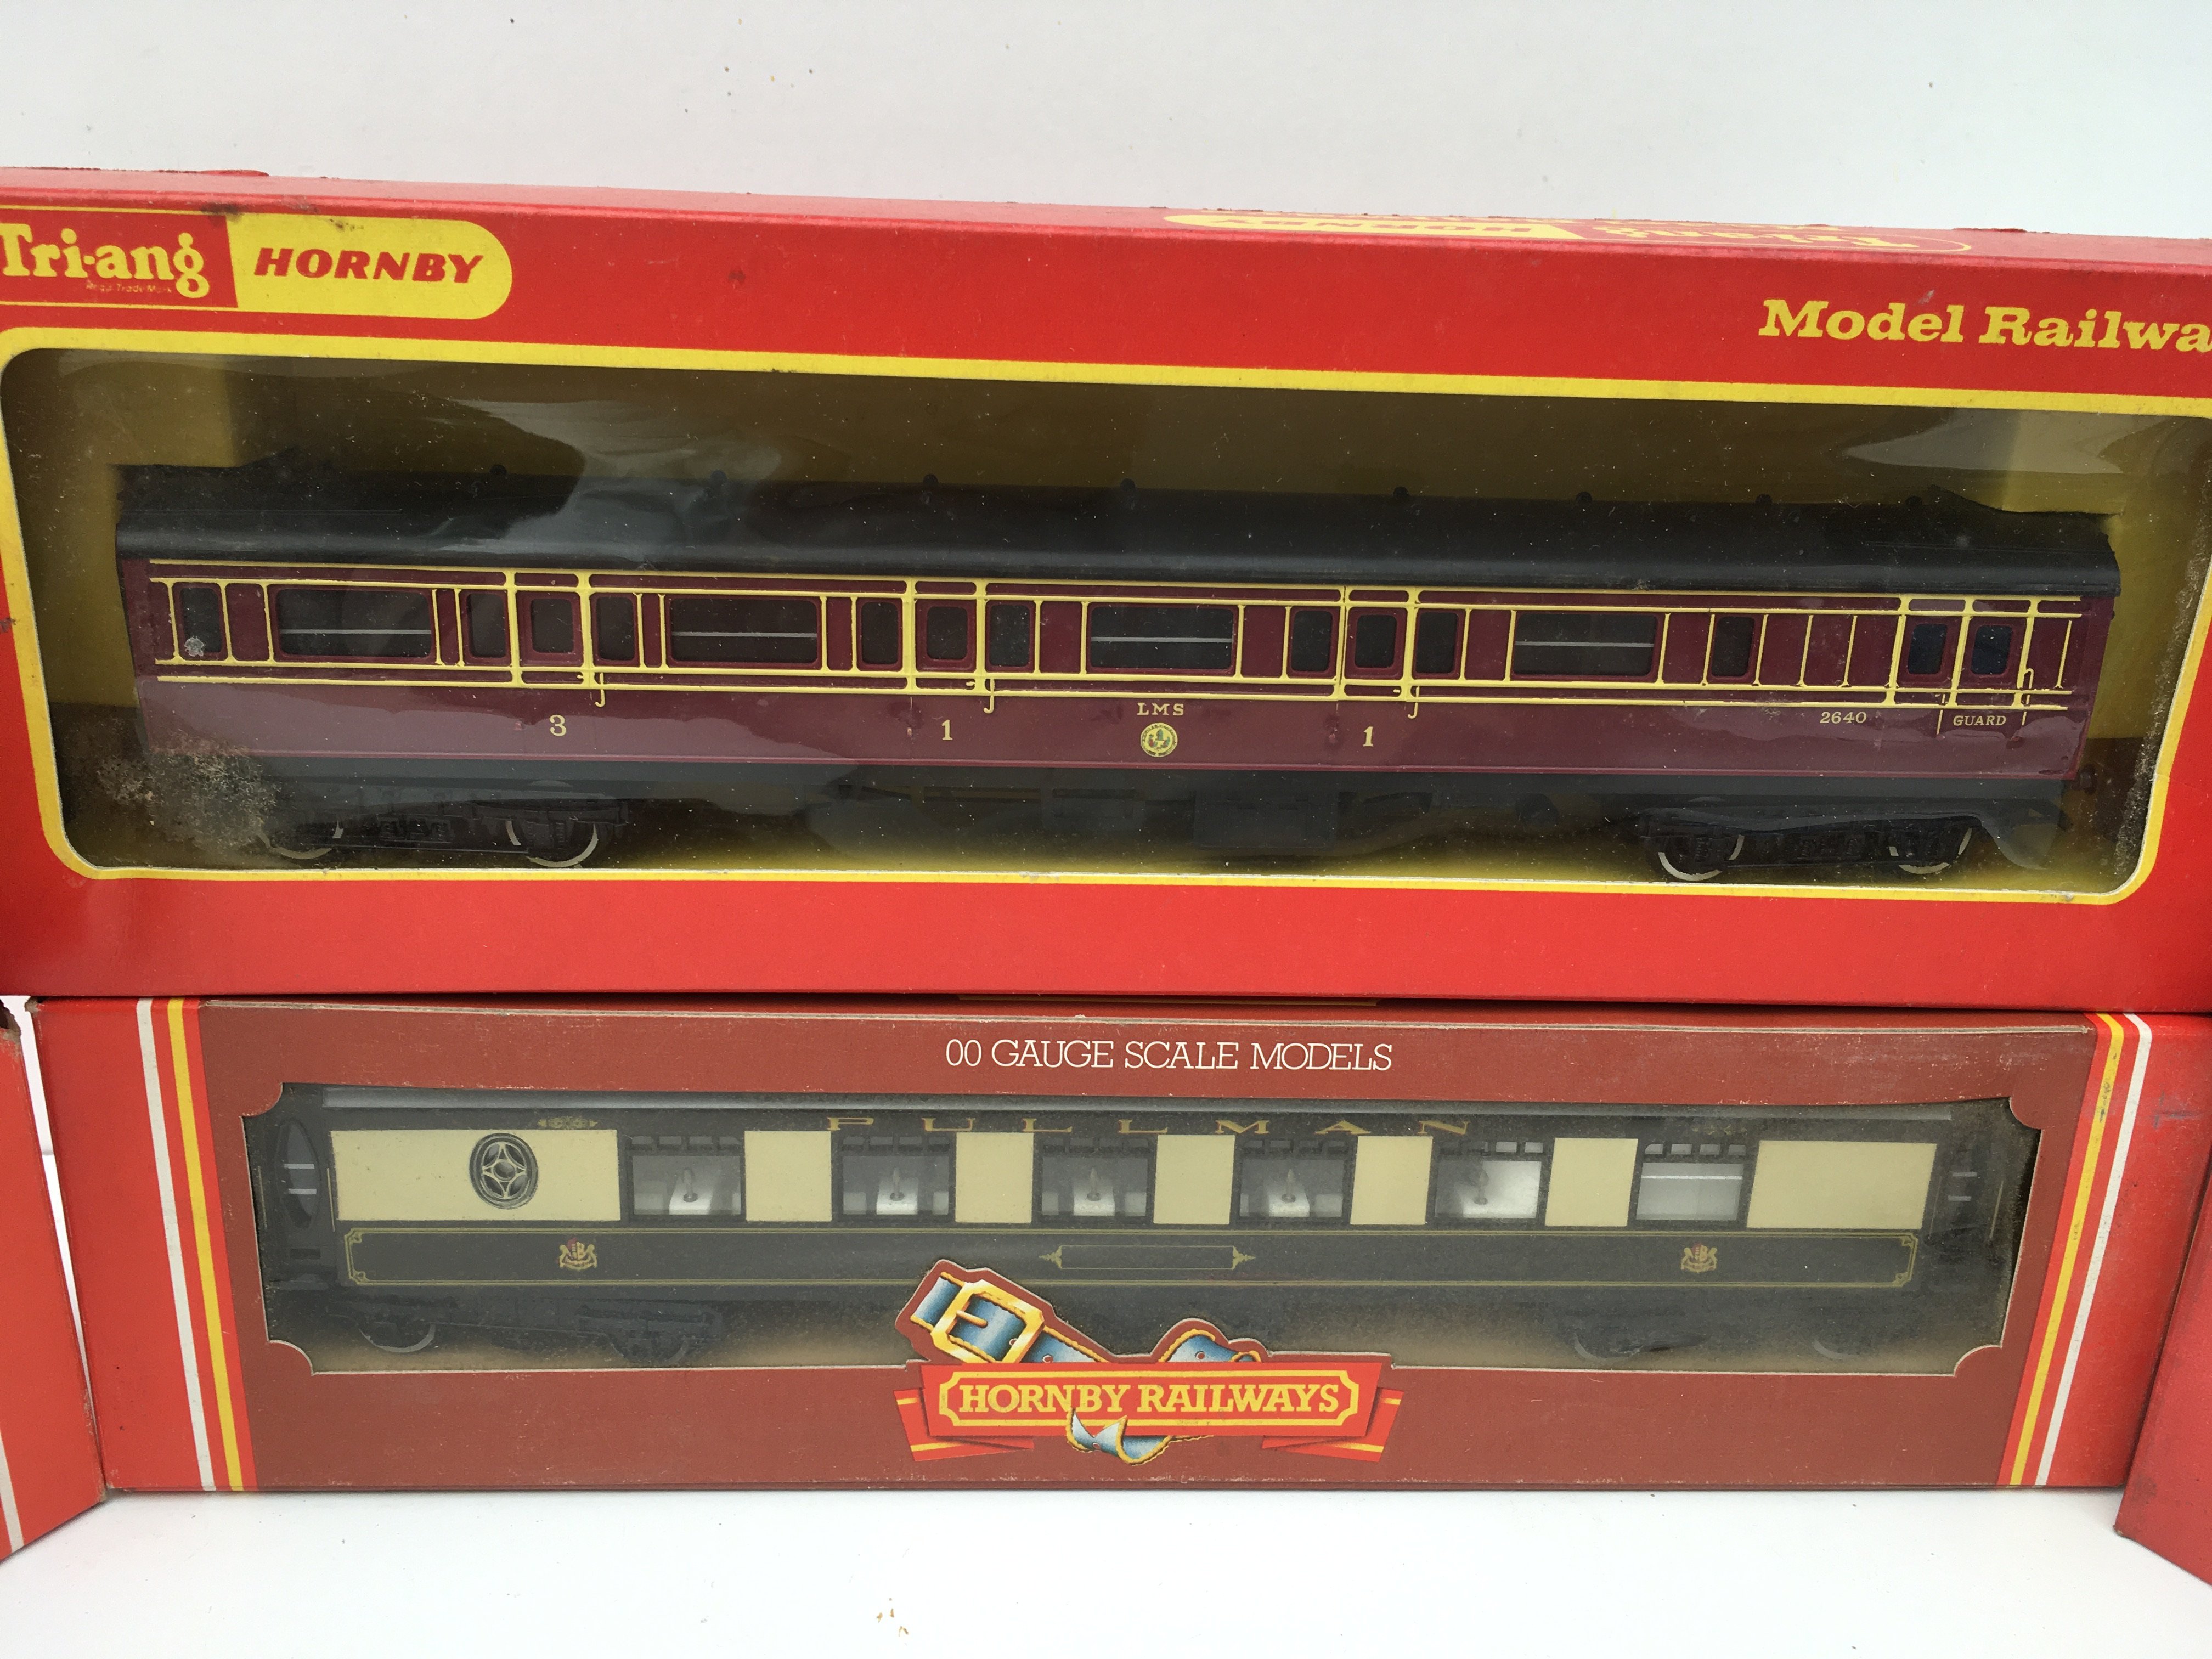 Tri-ang HORNBY
Model Railwa
3 1 LMS 1 2640 GUARD
00 GAUGE SCALE MODELS
PULLMAN
HORNBY RAILWAYS